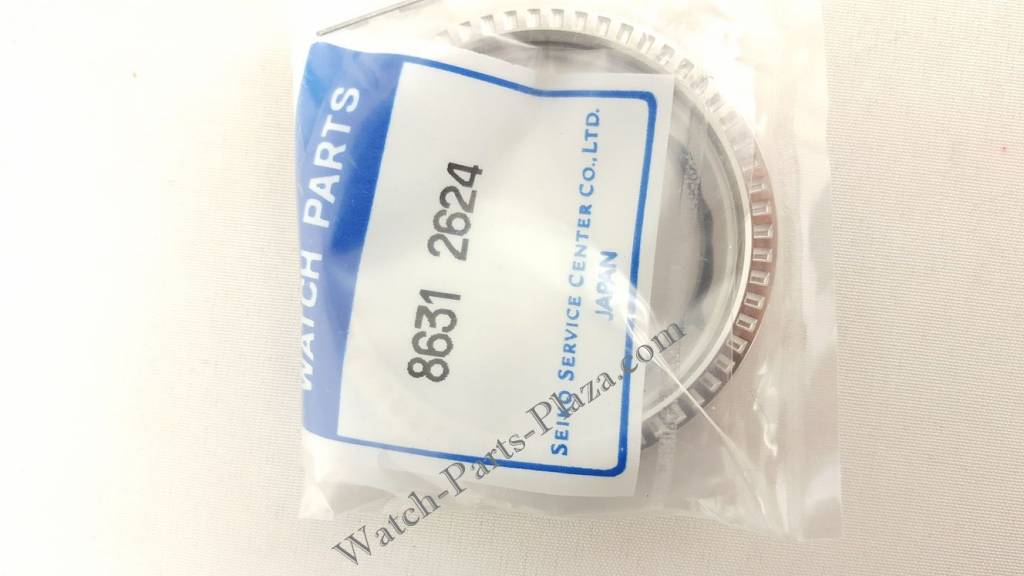 WATCH PARTS
8631 2624
SEIKO SERVICE CENTER CO.,LTD.
JAPAN
Watch-Parts-Plaza.com